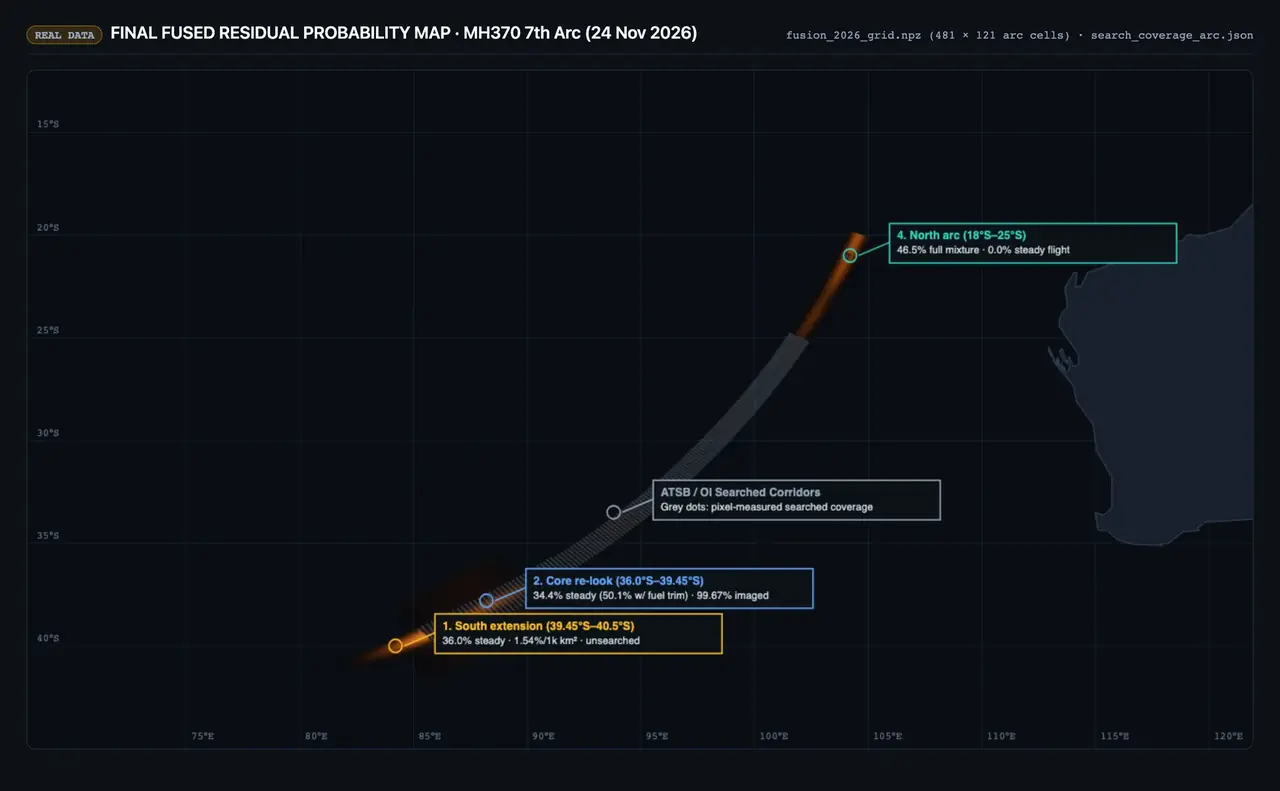 REAL DATA FINAL FUSED RESIDUAL PROBABILITY MAP · MH370 7th Arc (24 Nov 2026)
fusion_2026_grid.npz (481 × 121 arc cells) · search_coverage_arc.json
15°S
20°S
4. North arc (18°S–25°S)
46.5% full mixture · 0.0% steady flight
25°S
30°S
ATSB / OI Searched Corridors
Grey dots: pixel-measured searched coverage
35°S
2. Core re-look (36.0°S–39.45°S)
34.4% steady (50.1% w/ fuel trim) · 99.67% imaged
1. South extension (39.45°S–40.5°S)
36.0% steady · 1.54%/1k km² · unsearched
40°S
75°E 80°E 85°E 90°E 95°E 100°E 105°E 110°E 115°E 120°E